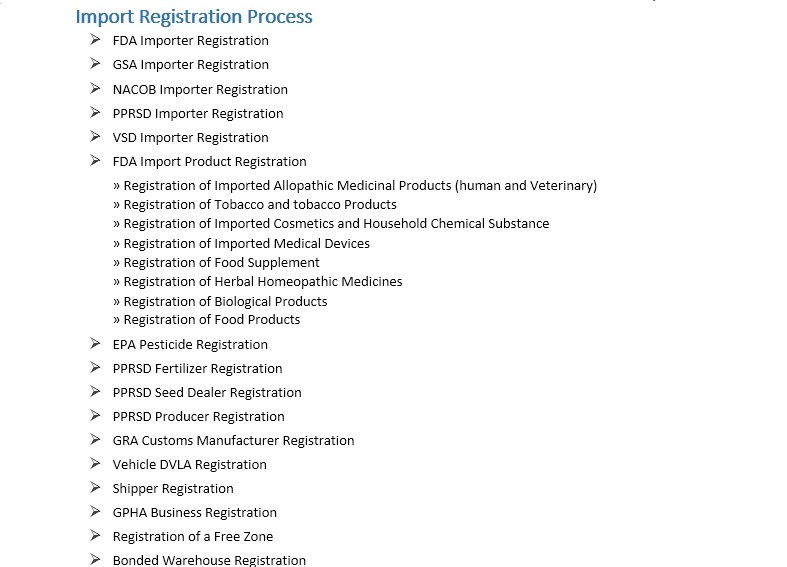 Import Registration Process
➢ FDA Importer Registration
➢ GSA Importer Registration
➢ NACOB Importer Registration
➢ PPRSD Importer Registration
➢ VSD Importer Registration
➢ FDA Import Product Registration
» Registration of Imported Allopathic Medicinal Products (human and Veterinary)
» Registration of Tobacco and tobacco Products
» Registration of Imported Cosmetics and Household Chemical Substance
» Registration of Imported Medical Devices
» Registration of Food Supplement
» Registration of Herbal Homeopathic Medicines
» Registration of Biological Products
» Registration of Food Products
➢ EPA Pesticide Registration
➢ PPRSD Fertilizer Registration
➢ PPRSD Seed Dealer Registration
➢ PPRSD Producer Registration
➢ GRA Customs Manufacturer Registration
➢ Vehicle DVLA Registration
➢ Shipper Registration
➢ GPHA Business Registration
➢ Registration of a Free Zone
➢ Bonded Warehouse Registration